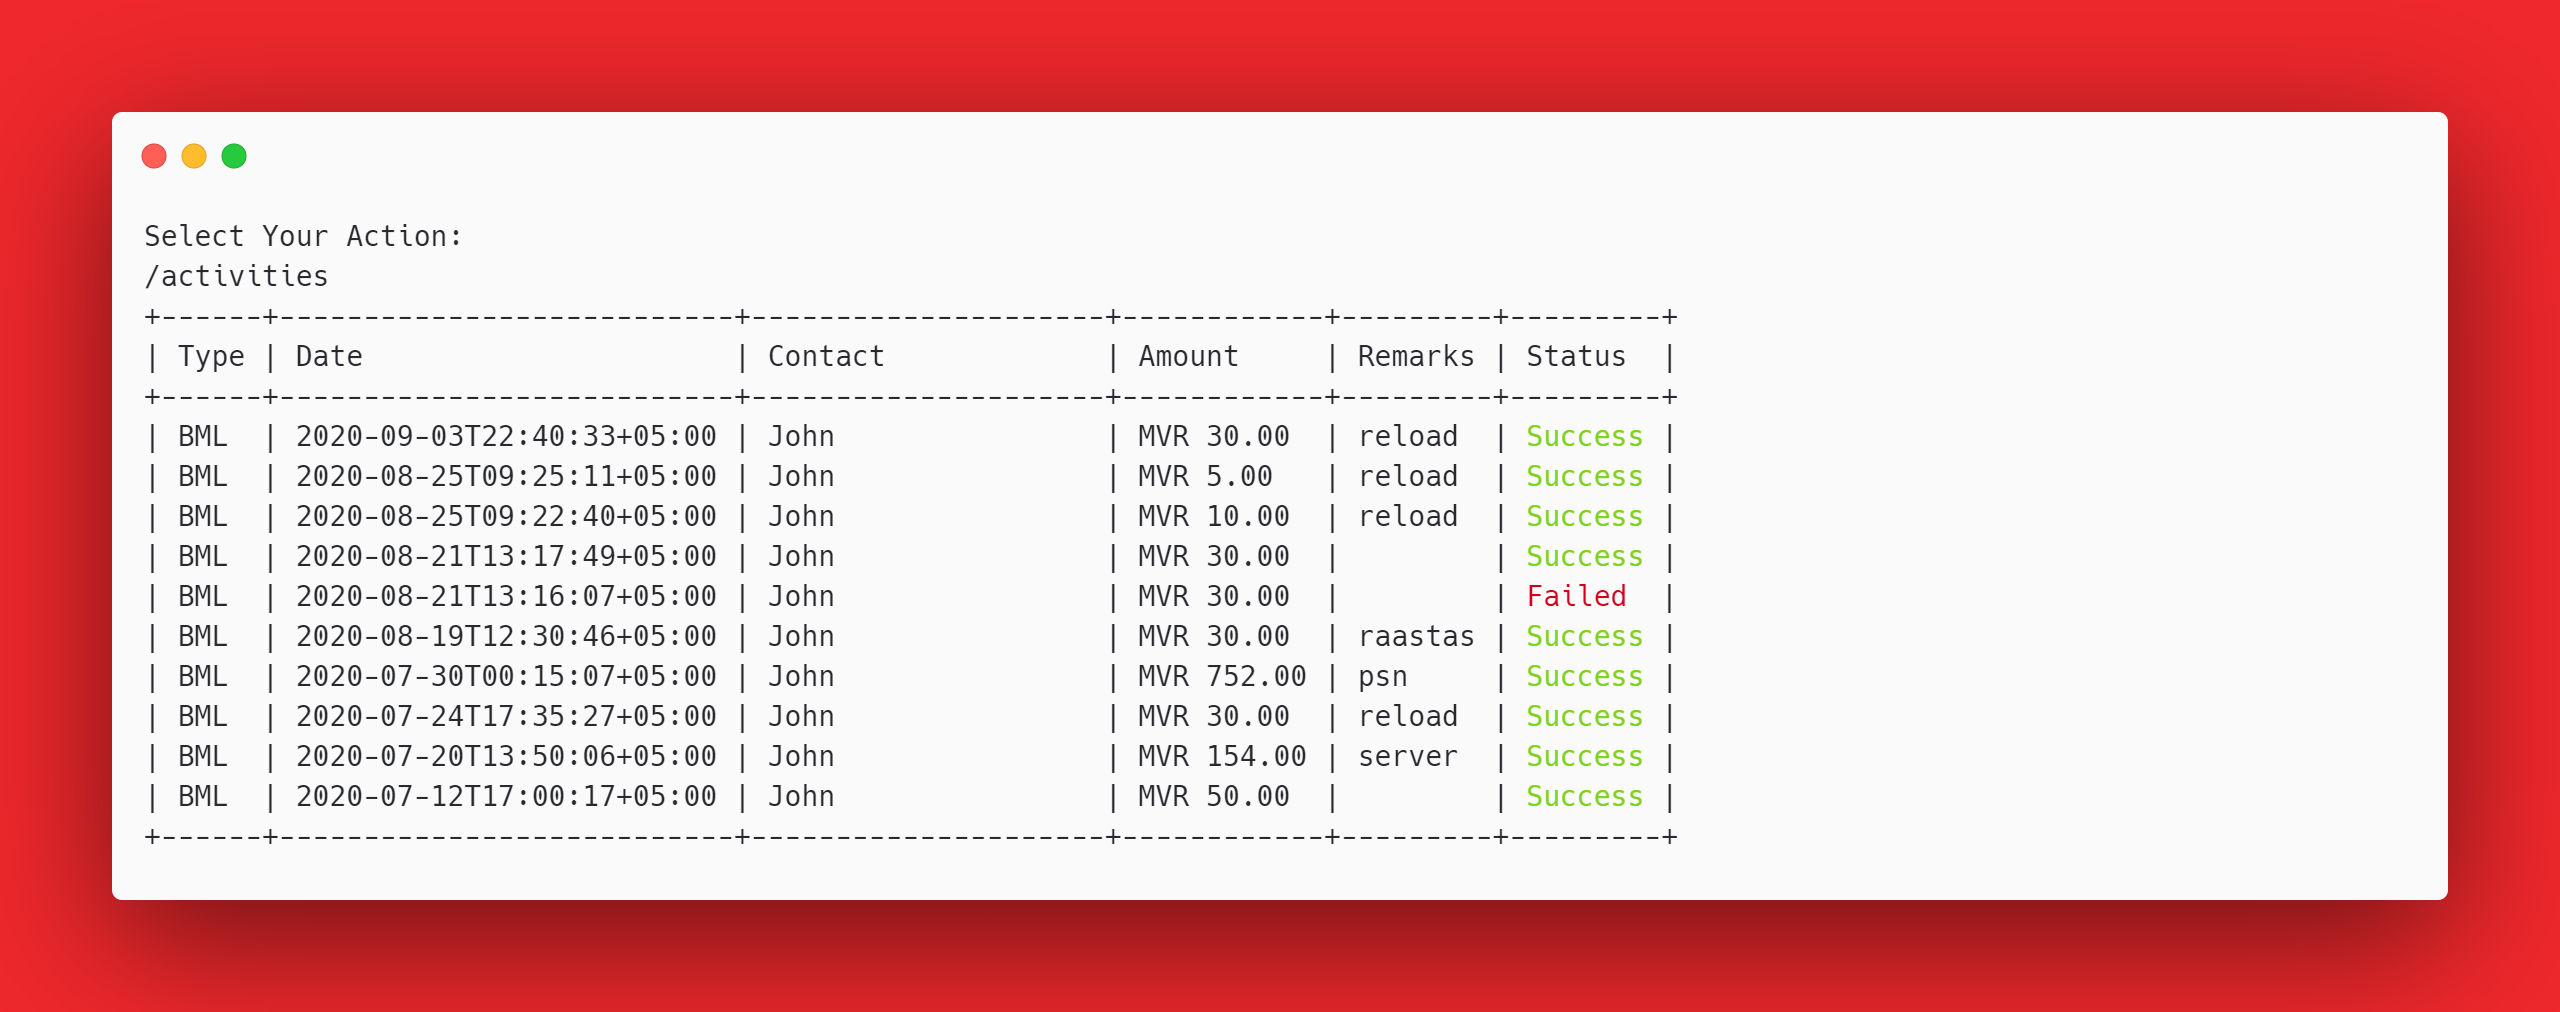 Select Your Action:
/activities
+------+---------------------------+---------------------+------------+---------+---------+
| Type | Date                      | Contact             | Amount     | Remarks | Status  |
+------+---------------------------+---------------------+------------+---------+---------+
| BML  | 2020-09-03T22:40:33+05:00 | John                | MVR 30.00  | reload  | Success |
| BML  | 2020-08-25T09:25:11+05:00 | John                | MVR 5.00   | reload  | Success |
| BML  | 2020-08-25T09:22:40+05:00 | John                | MVR 10.00  | reload  | Success |
| BML  | 2020-08-21T13:17:49+05:00 | John                | MVR 30.00  |         | Success |
| BML  | 2020-08-21T13:16:07+05:00 | John                | MVR 30.00  |         | Failed  |
| BML  | 2020-08-19T12:30:46+05:00 | John                | MVR 30.00  | raastas | Success |
| BML  | 2020-07-30T00:15:07+05:00 | John                | MVR 752.00 | psn     | Success |
| BML  | 2020-07-24T17:35:27+05:00 | John                | MVR 30.00  | reload  | Success |
| BML  | 2020-07-20T13:50:06+05:00 | John                | MVR 154.00 | server  | Success |
| BML  | 2020-07-12T17:00:17+05:00 | John                | MVR 50.00  |         | Success |
+------+---------------------------+---------------------+------------+---------+---------+